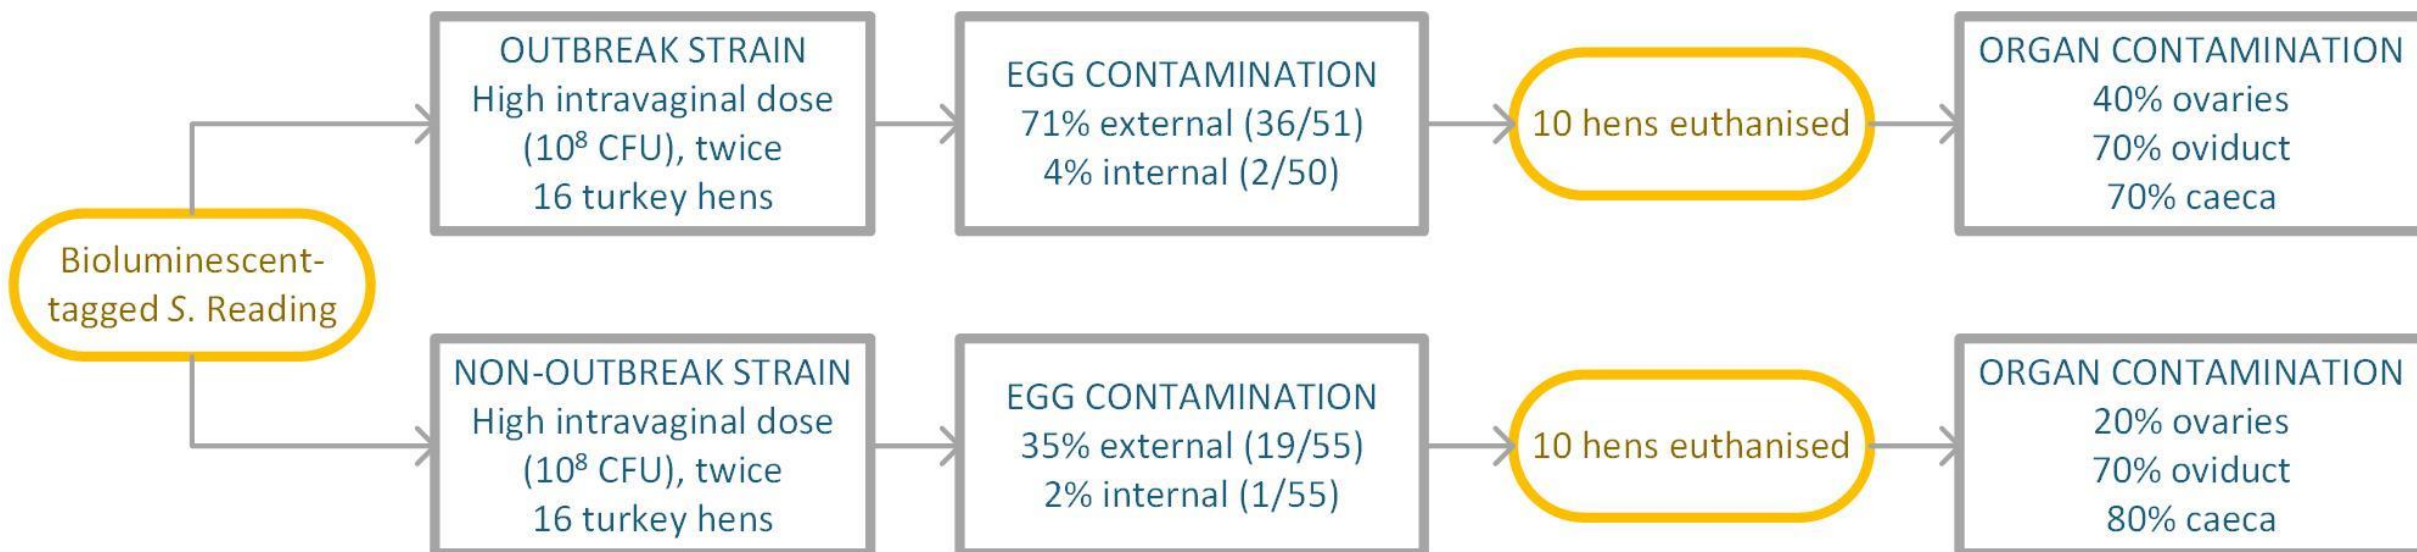 Bioluminescent-
tagged S. Reading
OUTBREAK STRAIN
High intravaginal dose
(10⁸ CFU), twice
16 turkey hens
EGG CONTAMINATION
71% external (36/51)
4% internal (2/50)
10 hens euthanised
ORGAN CONTAMINATION
40% ovaries
70% oviduct
70% caeca
NON-OUTBREAK STRAIN
High intravaginal dose
(10⁸ CFU), twice
16 turkey hens
EGG CONTAMINATION
35% external (19/55)
2% internal (1/55)
10 hens euthanised
ORGAN CONTAMINATION
20% ovaries
70% oviduct
80% caeca